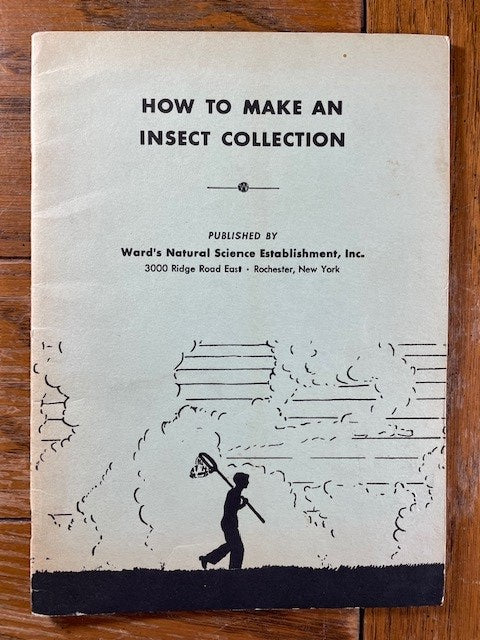 HOW TO MAKE AN
INSECT COLLECTION
W
PUBLISHED BY
Ward's Natural Science Establishment, Inc.
3000 Ridge Road East • Rochester, New York